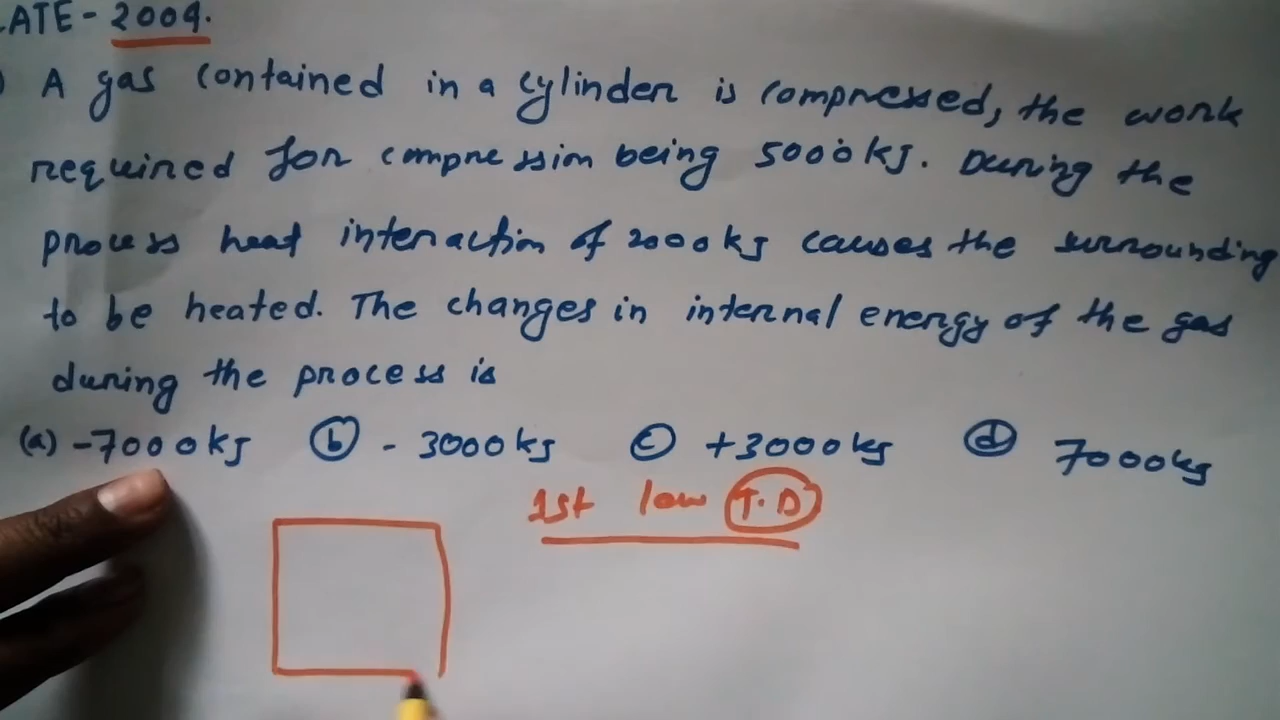 ATE - 2004.
) A gas contained in a cylinder is compressed, the work
required for compression being 5000kJ. During the
process heat interaction of 2000kJ causes the surrounding
to be heated. The changes in internal energy of the gas
during the process is
(a) -7000kJ (b) - 3000kJ (c) +3000kJ (d) 7000kJ
1st low T.D